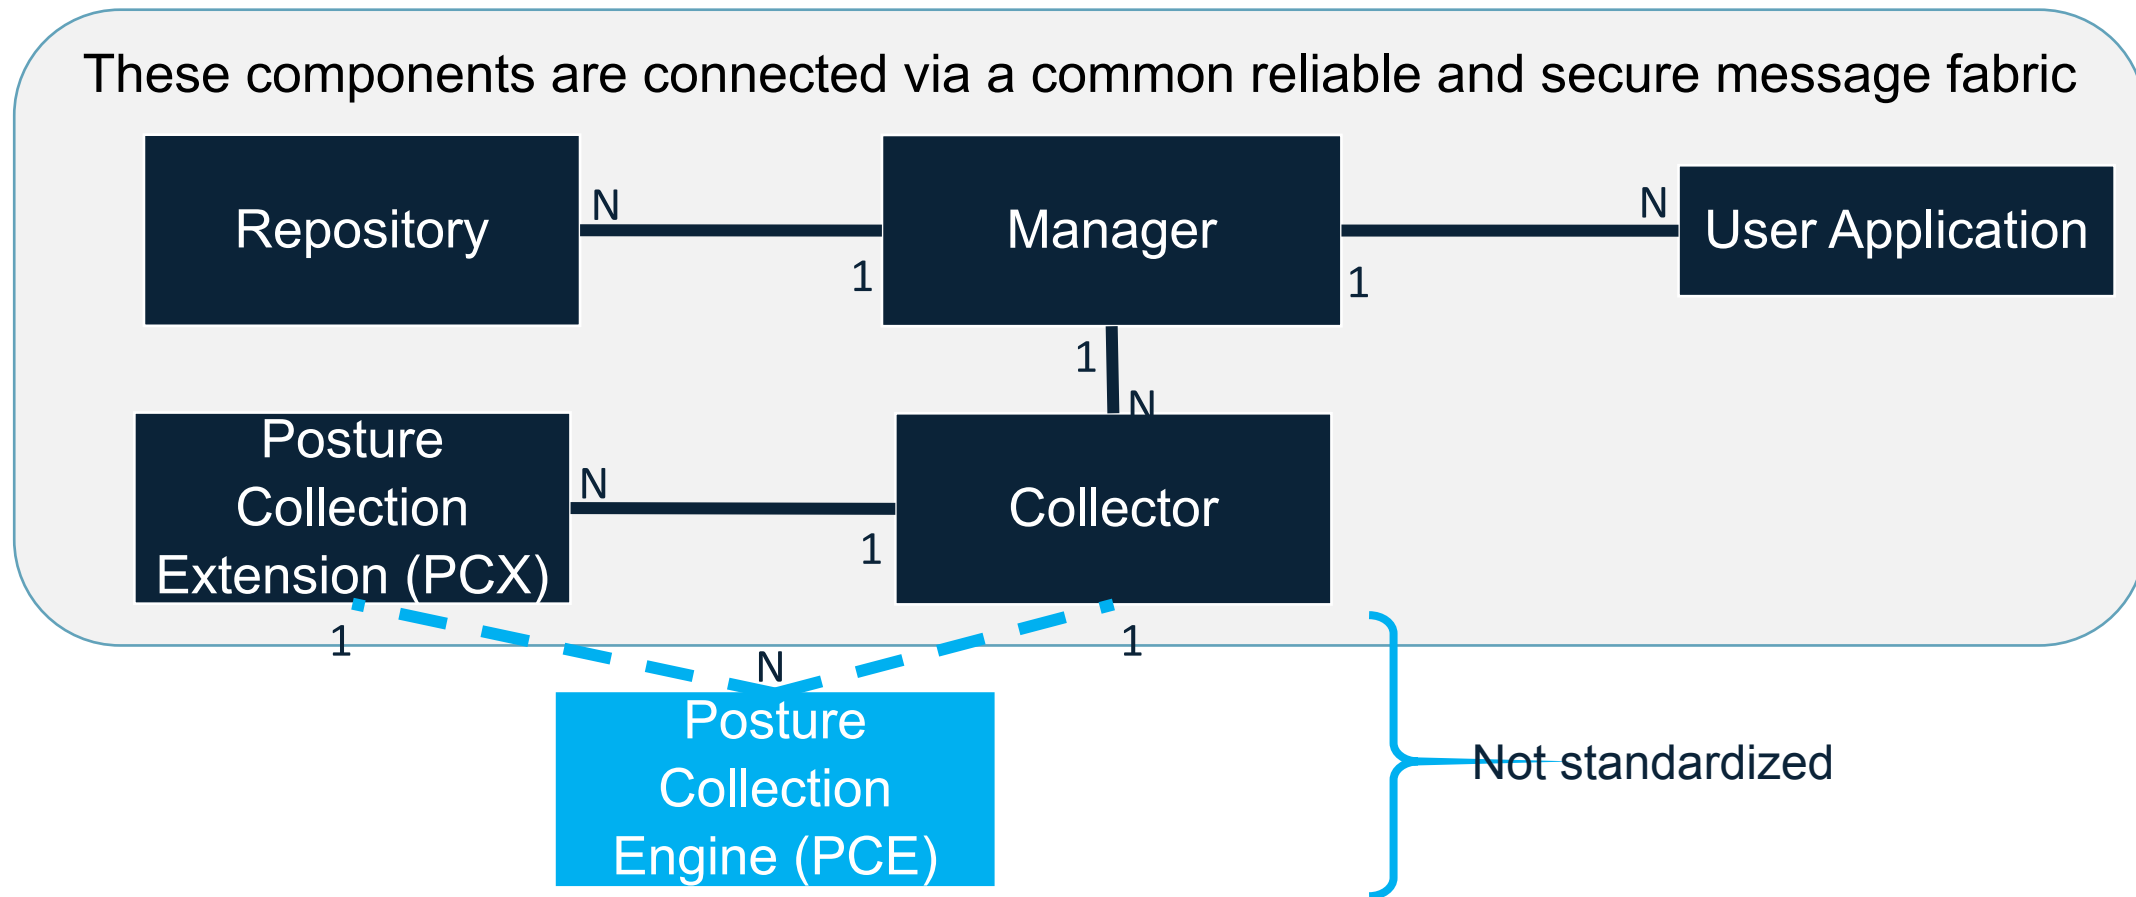 These components are connected via a common reliable and secure message fabric
Repository
N
1
Manager
1
N
User Application
1
N
Posture
Collection
Extension (PCX)
N
1
Collector
1
N
1
Posture
Collection
Engine (PCE)
Not standardized